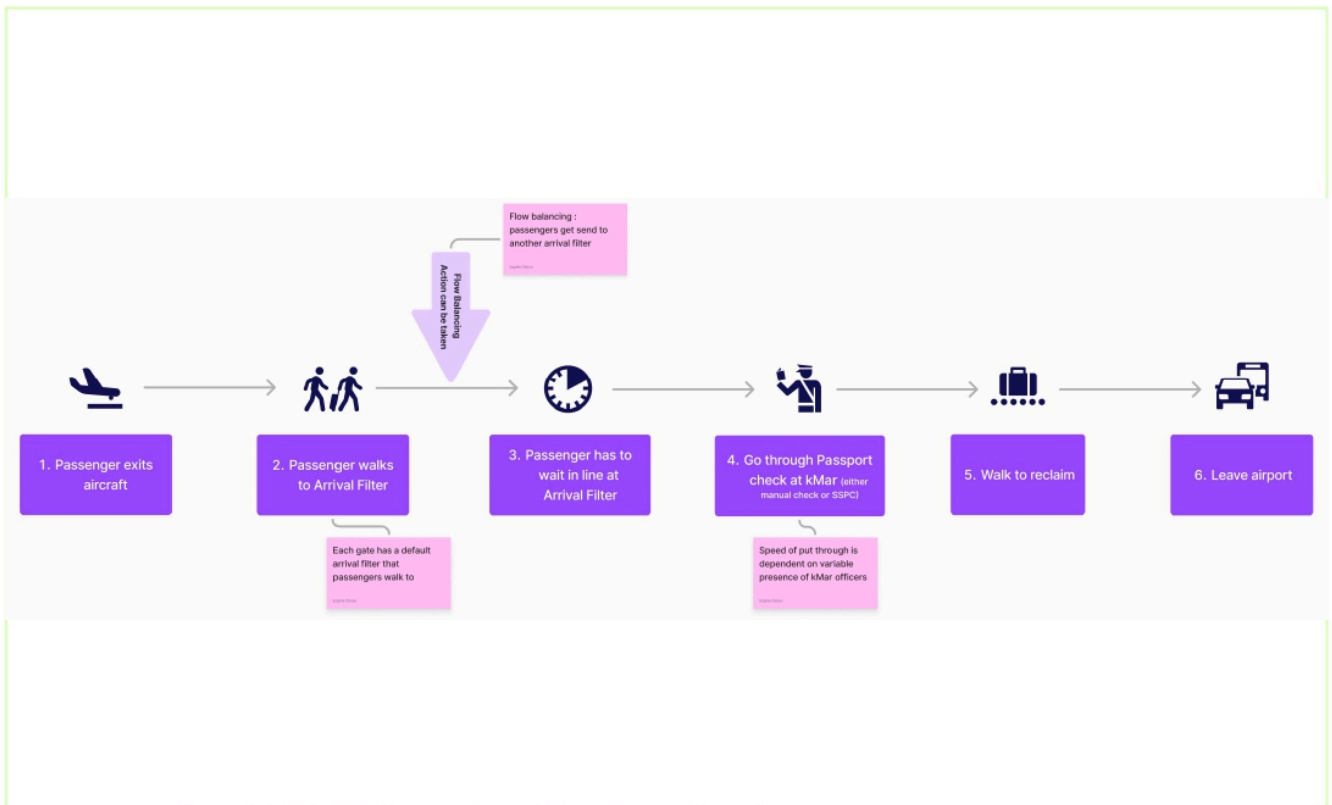 Flow balancing :
passengers get send to
another arrival filter
Flow Balancing
Action can be taken
1. Passenger exits
aircraft
2. Passenger walks
to Arrival Filter
3. Passenger has to
wait in line at
Arrival Filter
4. Go through Passport
check at kMar (either
manual check or SSPC)
5. Walk to reclaim
6. Leave airport
Each gate has a default
arrival filter that
passengers walk to
Speed of put through is
dependent on variable
presence of kMar officers